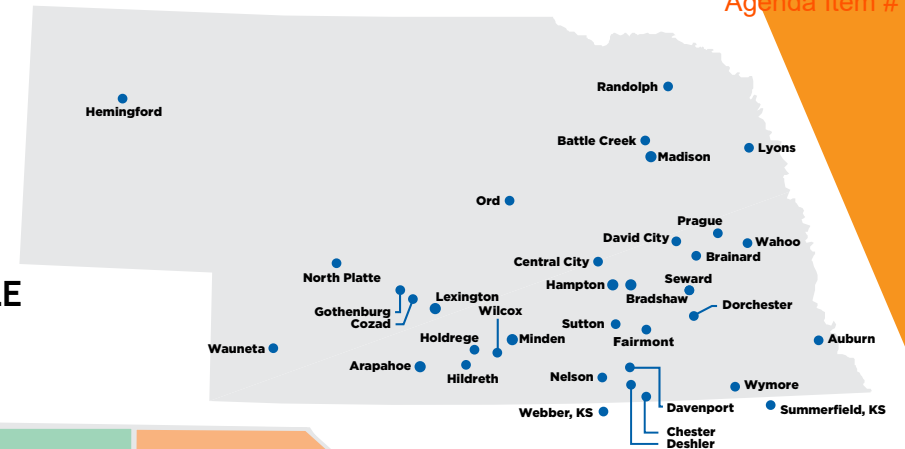 Agenda Item #
Randolph
Hemingford
Battle Creek
Lyons
Madison
Ord
Prague
David City
Wahoo
Brainard
Central City
North Platte
Seward
Hampton
LE
Lexington
Bradshaw
Dorchester
Gothenburg
Wilcox
Cozad
Sutton
Holdrege
Minden
Fairmont
Auburn
Wauneta
Arapahoe
Hildreth
Nelson
Wymore
Davenport
Summerfield, KS
Webber, KS
Chester
Deshler